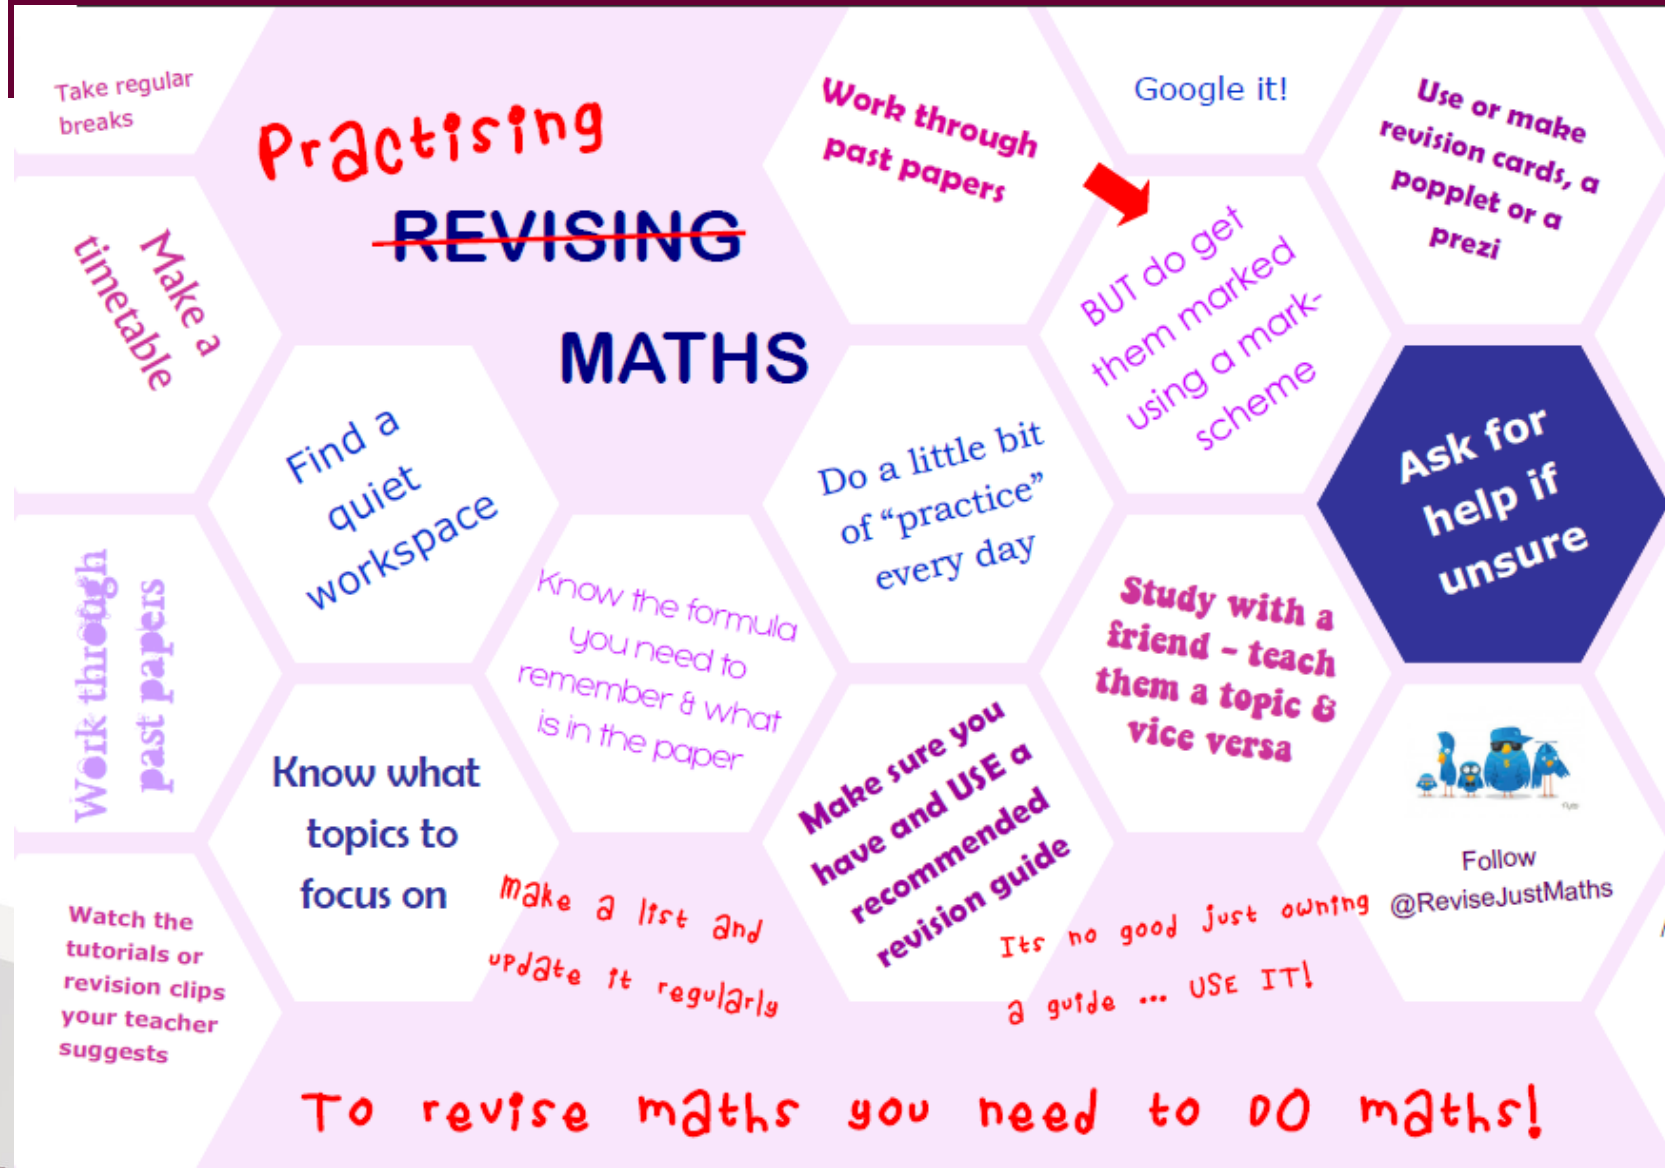 Take regular
breaks
Practising
REVISING
MATHS
Work through
past papers
Google it!
Use or make
revision cards, a
popplet or a
prezi
Make a
timetable
BUT do get
them marked
using a mark-
scheme
Find a
quiet
workspace
Do a little bit
of “practice”
every day
Ask for
help if
unsure
Work through
past papers
Know the formula
you need to
remember & what
is in the paper
Study with a
friend – teach
them a topic &
vice versa
Know what
topics to
focus on
Make a list and
update it regularly
Make sure you
have and USE a
recommended
revision guide
Its no good just owning
a guide ... USE IT!
Follow
@ReviseJustMaths
Watch the
tutorials or
revision clips
your teacher
suggests
To revise maths you need to DO maths!